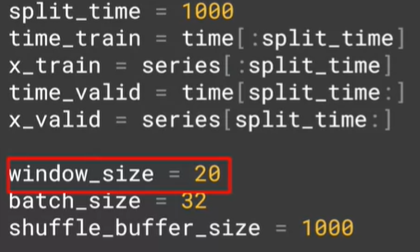 split_time = 1000
time_train = time[:split_time]
x_train = series[:split_time]
time_valid = time[split_time:]
x_valid = series[split_time:]
window_size = 20
batch_size = 32
shuffle_buffer_size = 1000